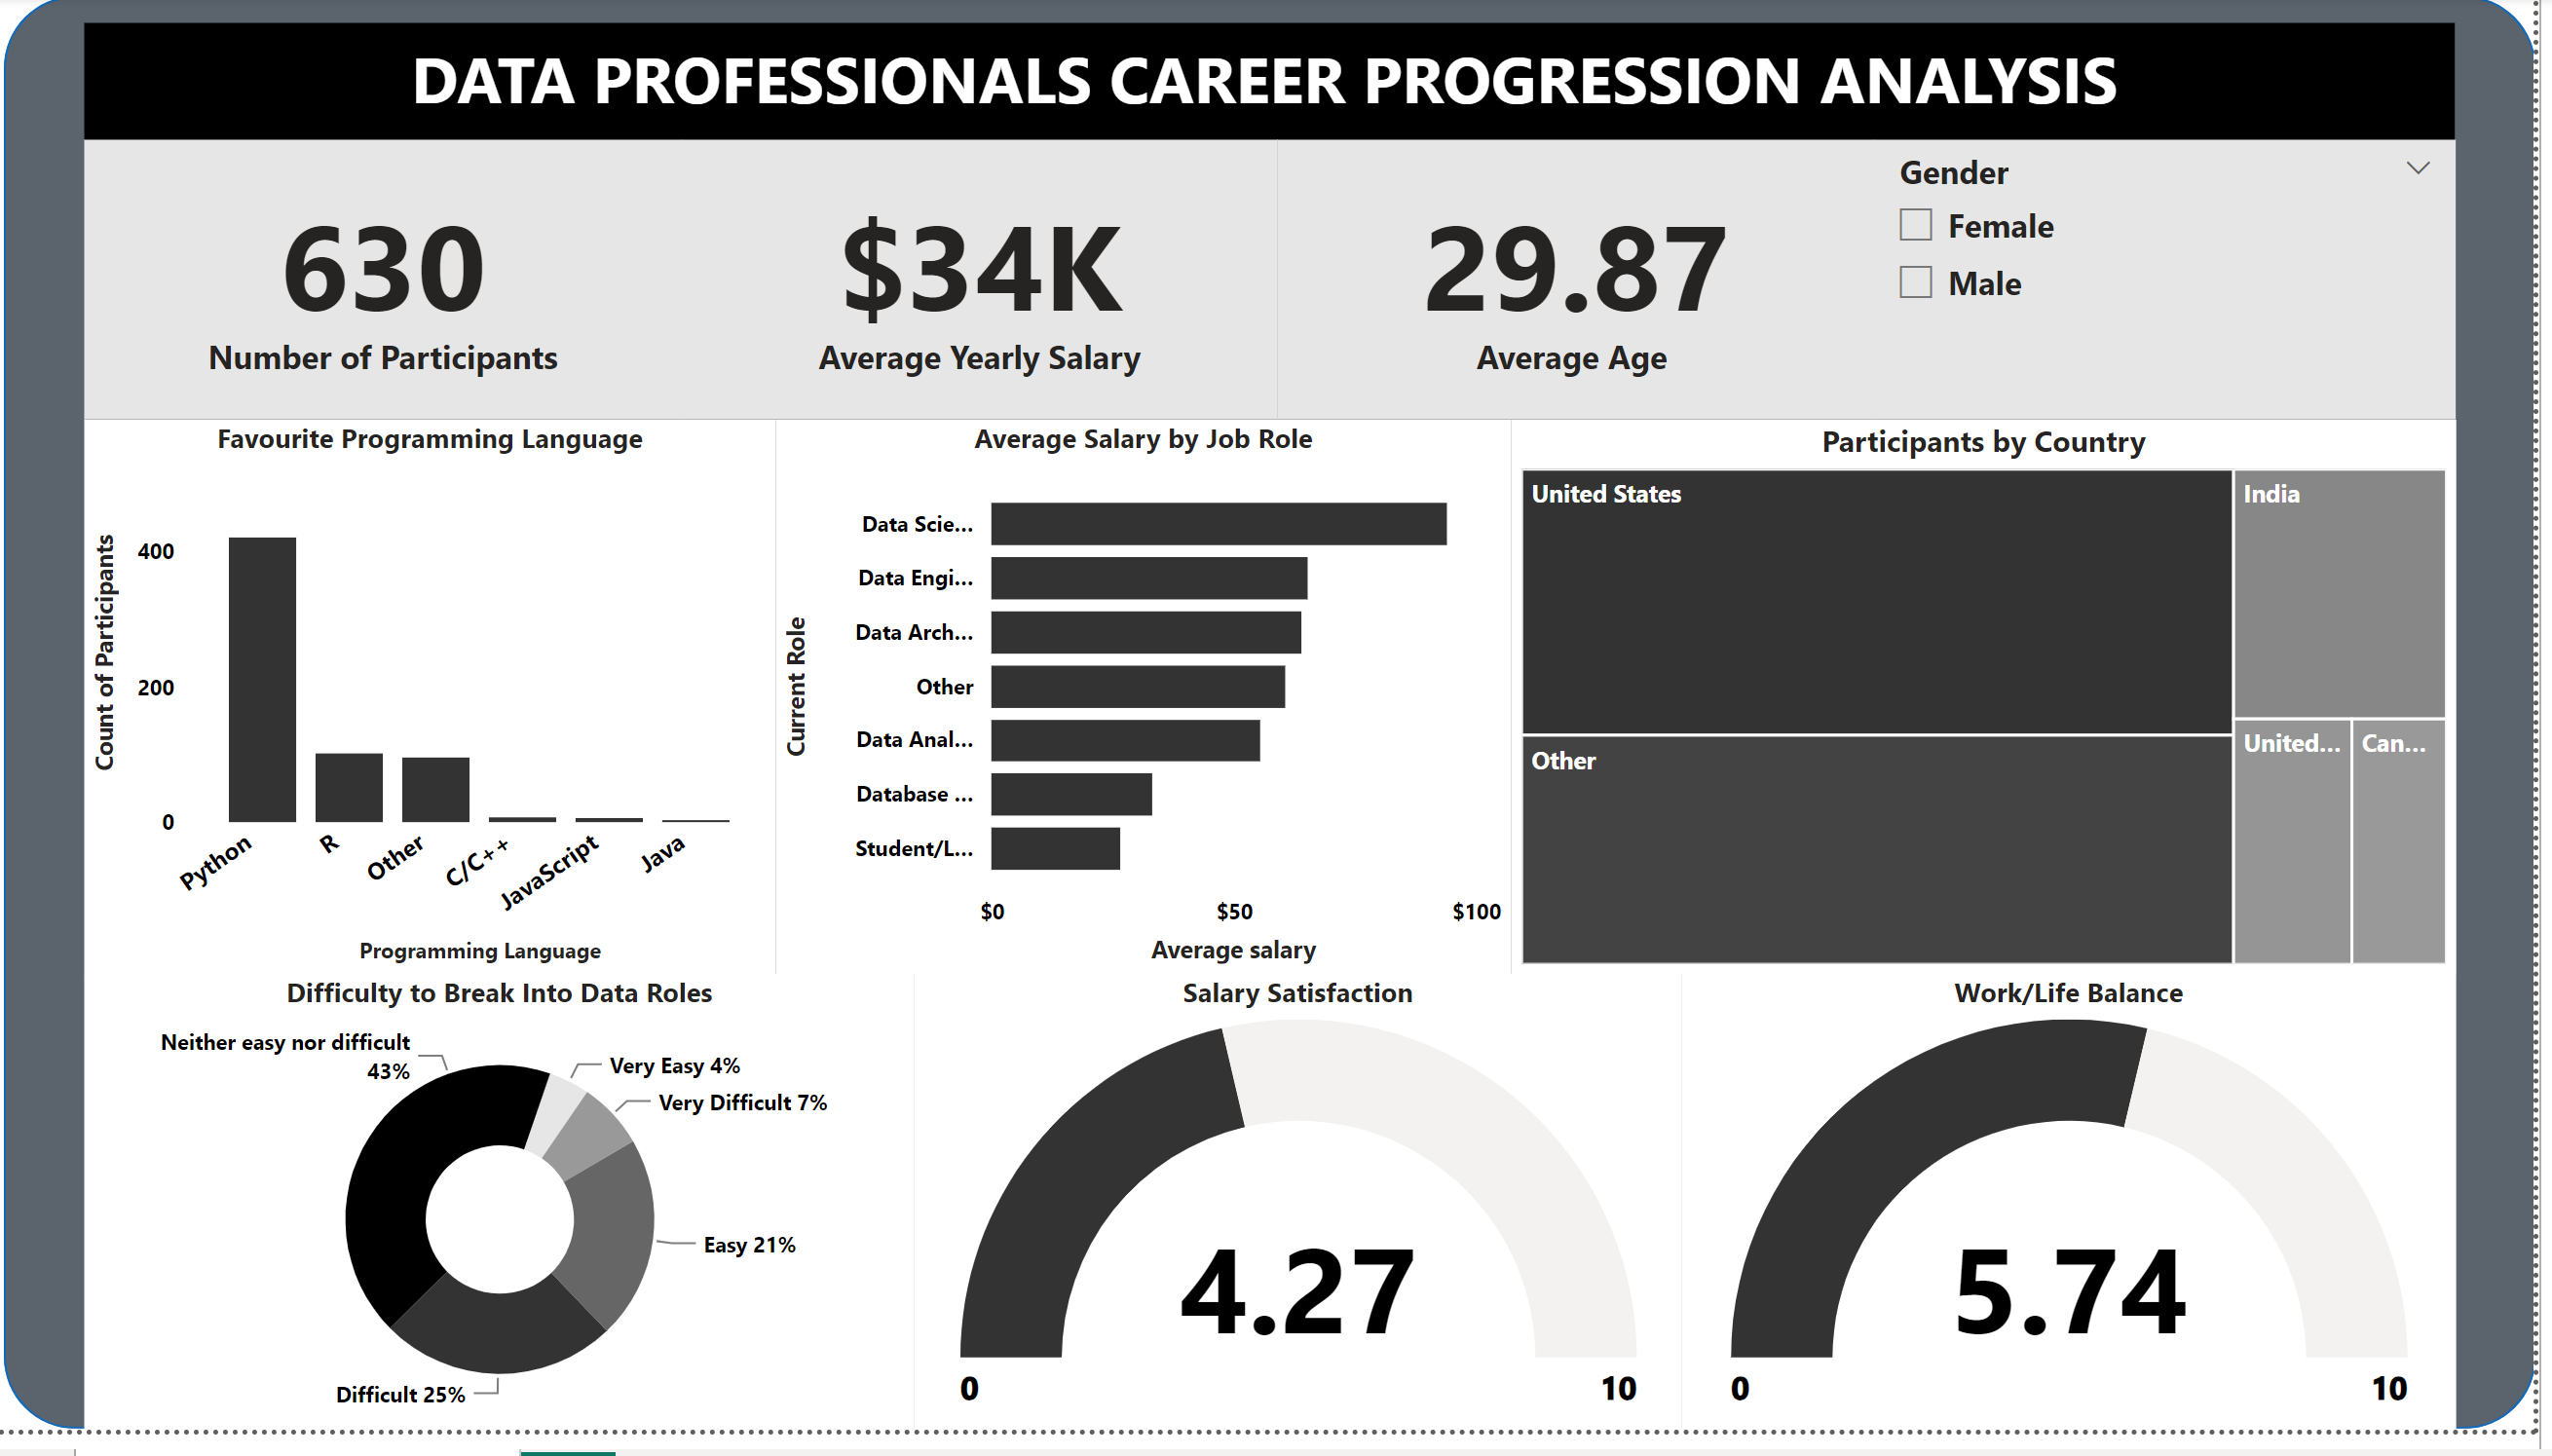 DATA PROFESSIONALS CAREER PROGRESSION ANALYSIS
630
Number of Participants
$34K
Average Yearly Salary
29.87
Average Age
Gender
Female
Male
Favourite Programming Language
Count of Participants
400
200
0
Python
R
Other
C/C++
JavaScript
Java
Programming Language
Average Salary by Job Role
Current Role
Data Scie...
Data Engi...
Data Arch...
Other
Data Anal...
Database ...
Student/L...
$0
$50
$100
Average salary
Participants by Country
United States
India
Other
United...
Can...
Difficulty to Break Into Data Roles
Neither easy nor difficult
43%
Very Easy 4%
Very Difficult 7%
Easy 21%
Difficult 25%
Salary Satisfaction
4.27
0
10
Work/Life Balance
5.74
0
10